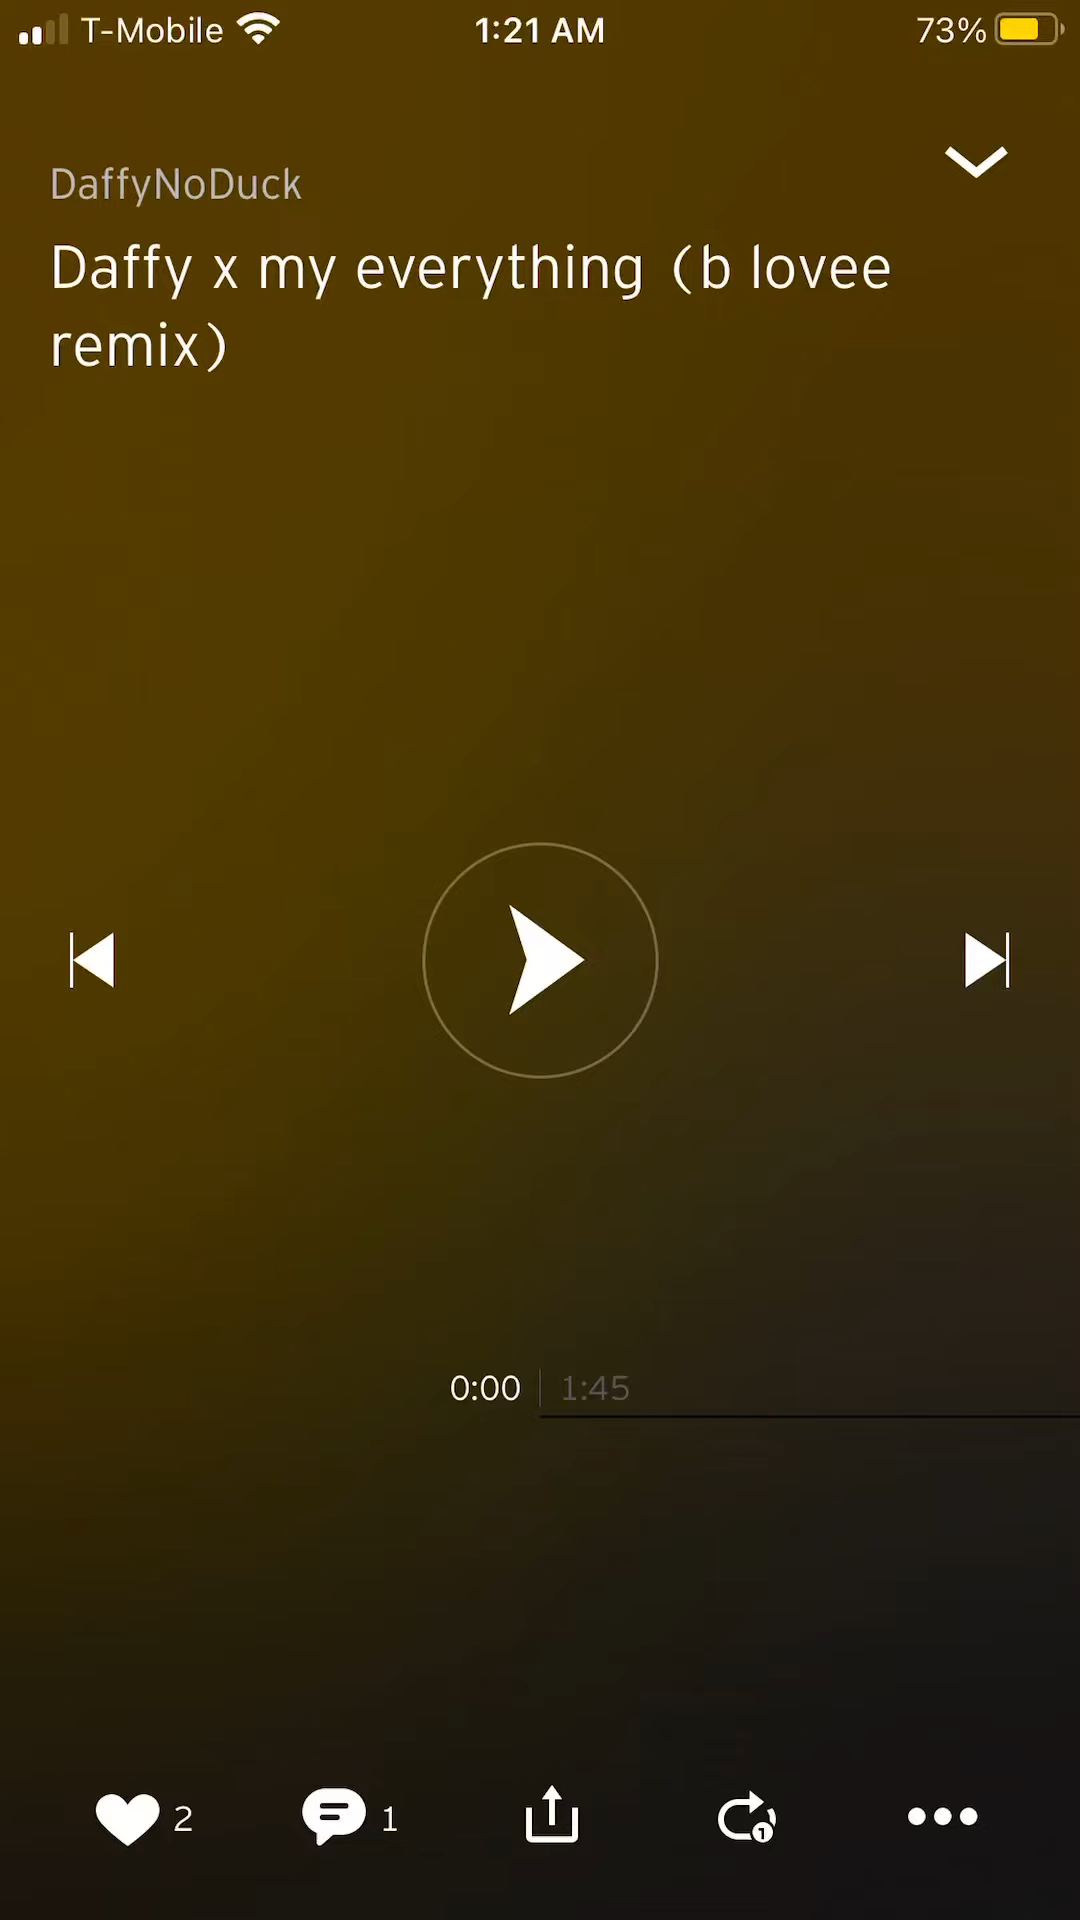 T-Mobile 1:21 AM 73%
DaffyNoDuck
Daffy x my everything (b lovee
remix)
0:00 1:45
2 1 1